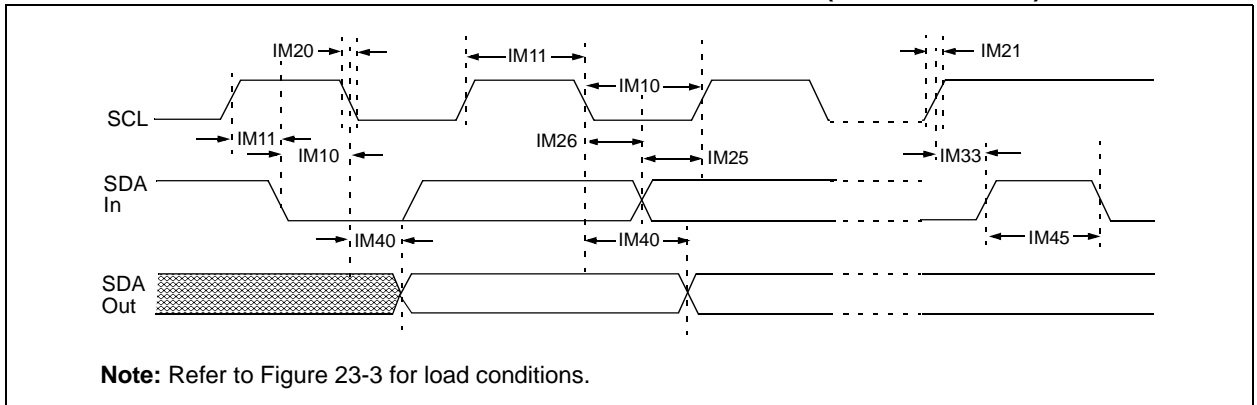 IM20
IM11
IM21
IM10
SCL
IM11
IM26
IM10
IM25
IM33
SDA
In
IM40
IM40
IM45
SDA
Out
Note: Refer to Figure 23-3 for load conditions.